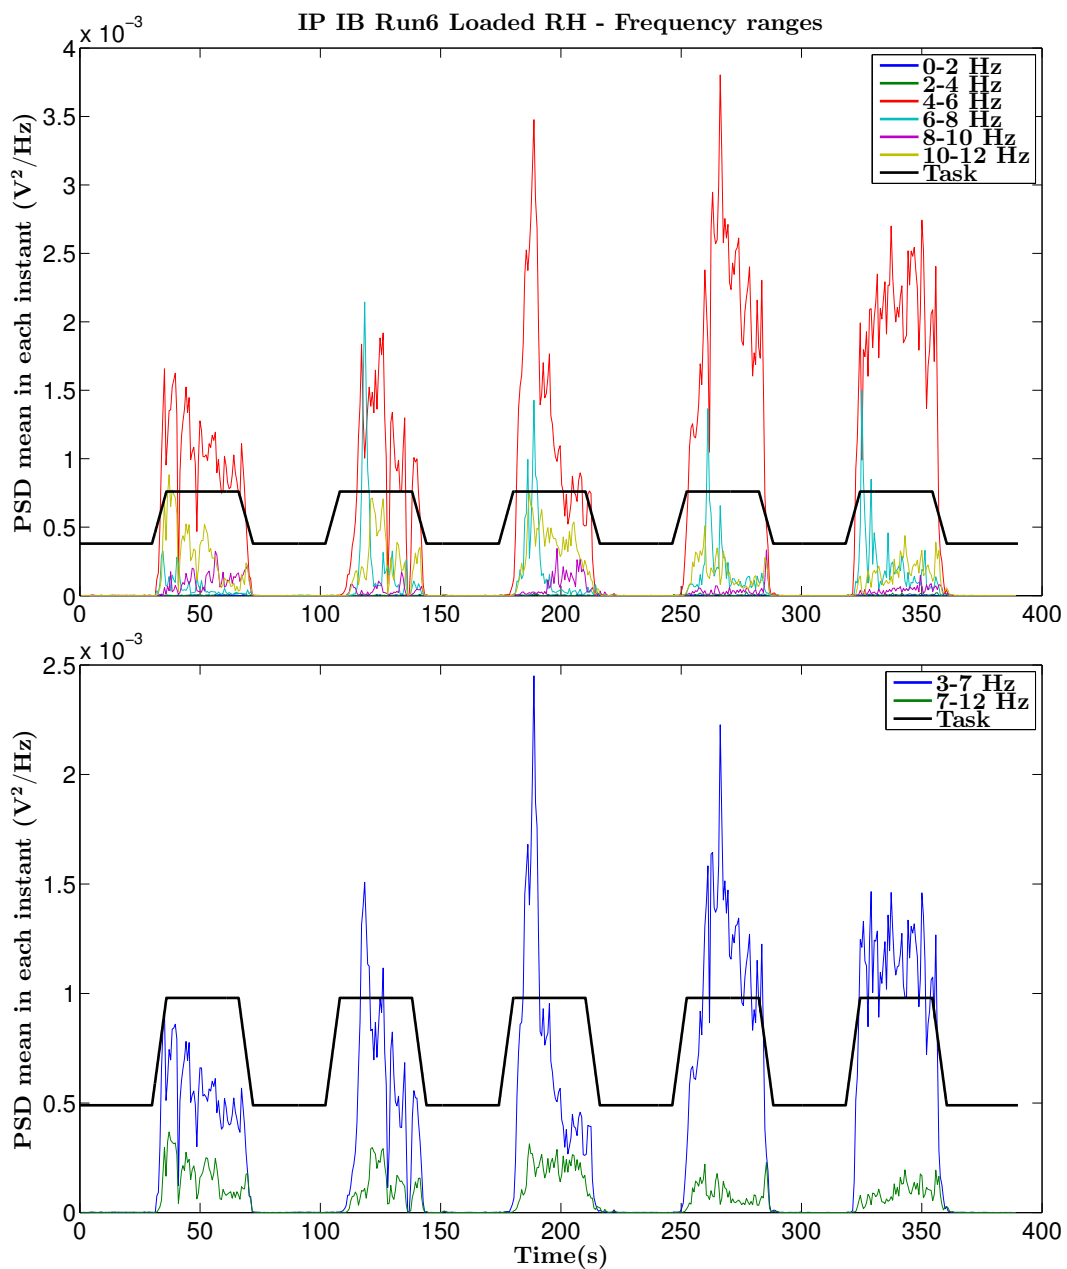 IP IB Run6 Loaded RH - Frequency ranges
x 10⁻³
4
3.5
3
2.5
2
1.5
1
0.5
0
PSD mean in each instant (V²/Hz)
0-2 Hz
2-4 Hz
4-6 Hz
6-8 Hz
8-10 Hz
10-12 Hz
Task
0 50 100 150 200 250 300 350 400
x 10⁻³
2.5
2
1.5
1
0.5
0
PSD mean in each instant (V²/Hz)
3-7 Hz
7-12 Hz
Task
0 50 100 150 200 250 300 350 400
Time(s)